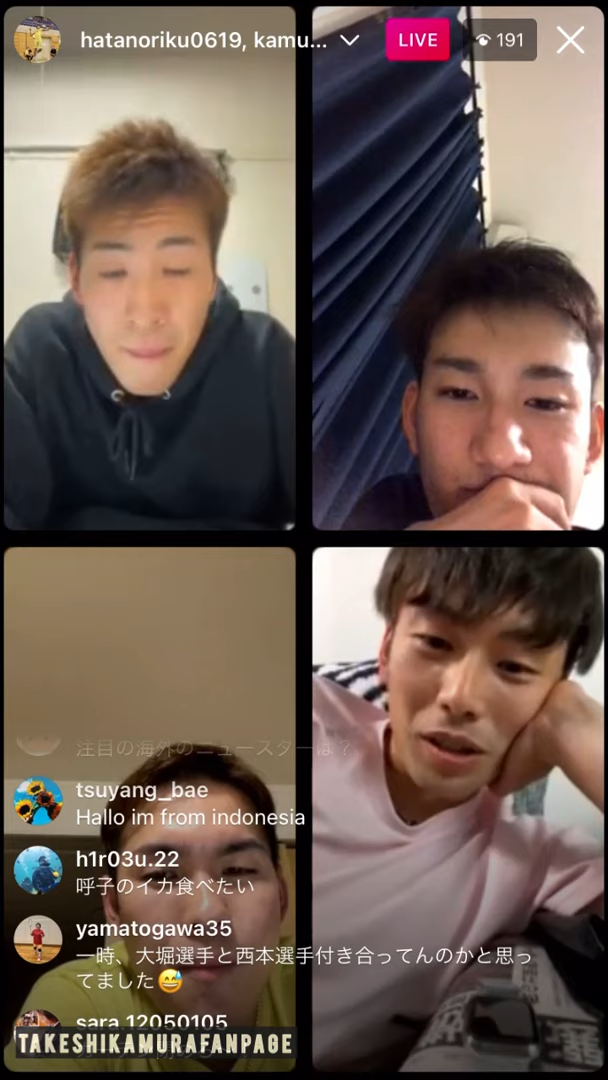 hatanoriku0619, kamu...
LIVE
191
注目の海外のニュースターは？
tsuyang_bae
Hallo im from indonesia
h1r03u.22
呼子のイカ食べたい
yamatogawa35
一時、大堀選手と西本選手付き合ってんのかと思っ
てました😅
sara.12050105
TAKESHIKAMURAFANPAGE